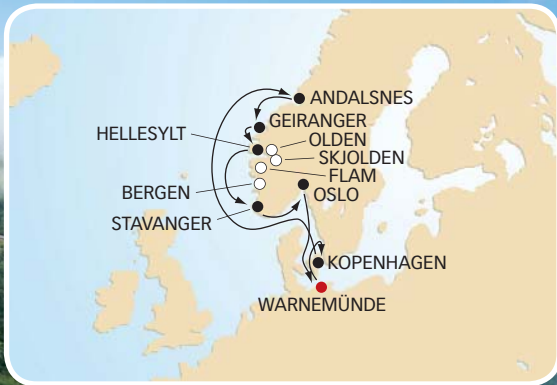 ANDALSNES
GEIRANGER
HELLESYLT
OLDEN
SKJOLDEN
FLAM
BERGEN
OSLO
STAVANGER
KOPENHAGEN
WARNEMÜNDE